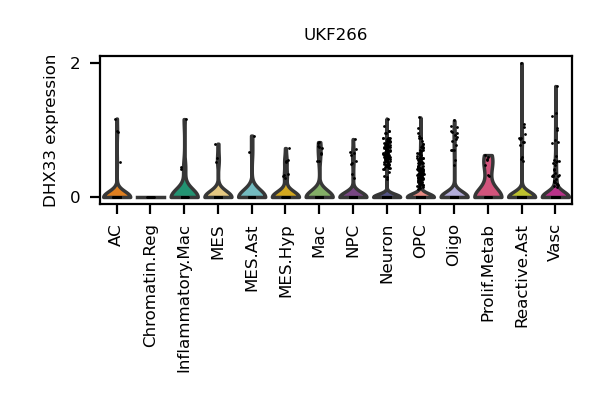 UKF266
DHX33 expression
2
0
AC
Chromatin.Reg
Inflammatory.Mac
MES
MES.Ast
MES.Hyp
Mac
NPC
Neuron
OPC
Oligo
Prolif.Metab
Reactive.Ast
Vasc